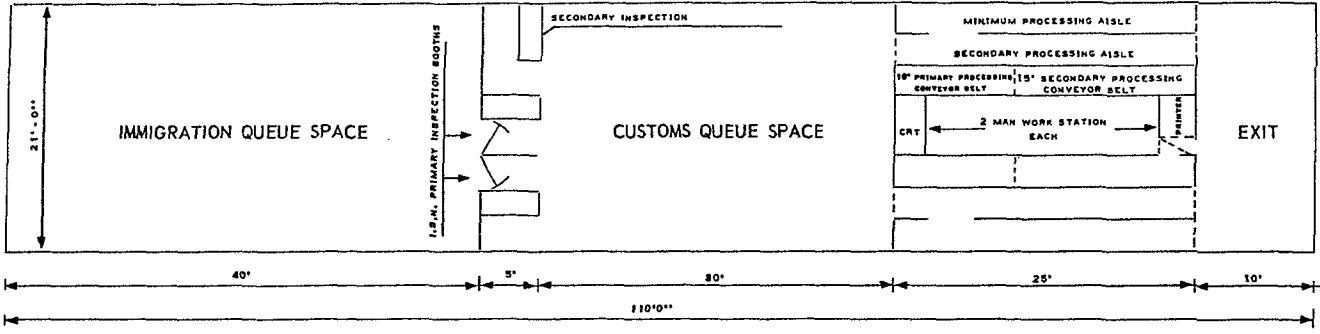 21'-0"
IMMIGRATION QUEUE SPACE
I.&.N. PRIMARY INSPECTION BOOTHS
SECONDARY INSPECTION
CUSTOMS QUEUE SPACE
MINIMUM PROCESSING AISLE
SECONDARY PROCESSING AISLE
10' PRIMARY PROCESSING
CONVEYOR BELT
15' SECONDARY PROCESSING
CONVEYOR BELT
CRT
2 MAN WORK STATION
EACH
PRINTER
EXIT
40'
5'
30'
25'
10'
110'0"